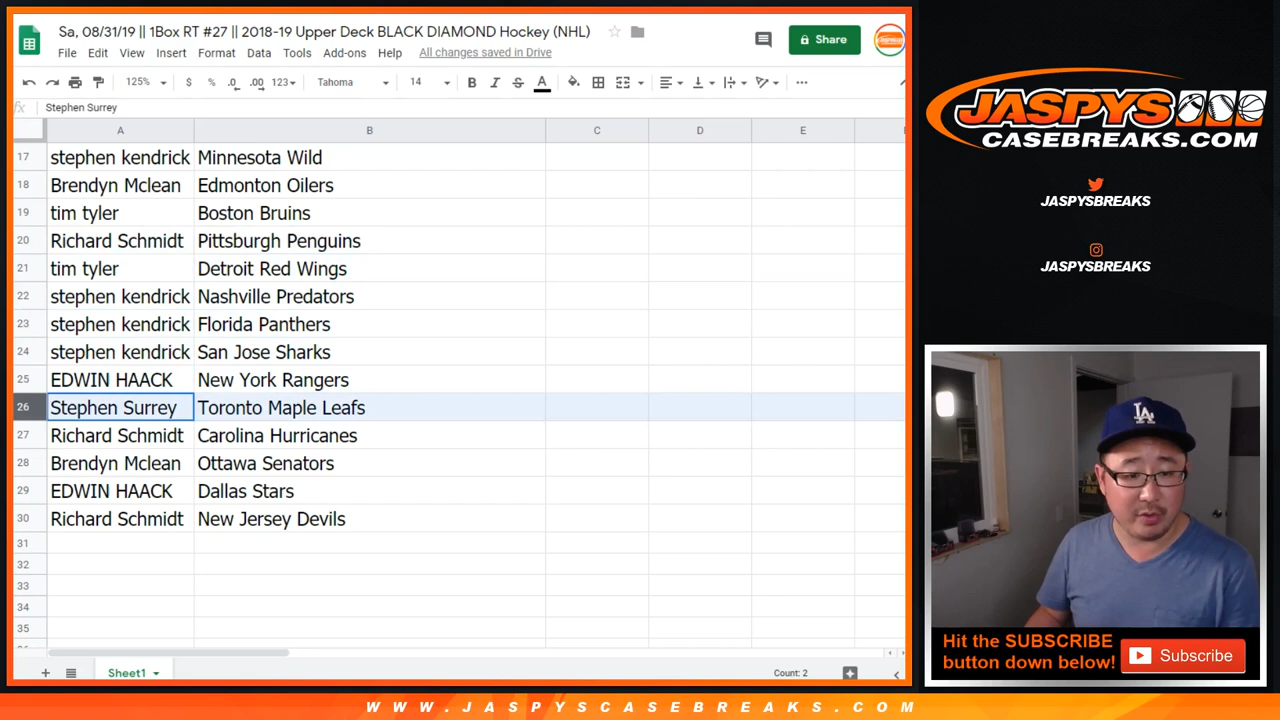 Sa, 08/31/19 || 1Box RT #27 || 2018-19 Upper Deck BLACK DIAMOND Hockey (NHL)
File Edit View Insert Format Data Tools Add-ons Help All changes saved in Drive
Share
125% $ % .0 .00 123 Tahoma 14 B I S A
fx Stephen Surrey
A B C D E
17 stephen kendrick Minnesota Wild
18 Brendyn Mclean Edmonton Oilers
19 tim tyler Boston Bruins
20 Richard Schmidt Pittsburgh Penguins
21 tim tyler Detroit Red Wings
22 stephen kendrick Nashville Predators
23 stephen kendrick Florida Panthers
24 stephen kendrick San Jose Sharks
25 EDWIN HAACK New York Rangers
26 Stephen Surrey Toronto Maple Leafs
27 Richard Schmidt Carolina Hurricanes
28 Brendyn Mclean Ottawa Senators
29 EDWIN HAACK Dallas Stars
30 Richard Schmidt New Jersey Devils
31
32
33
34
35
Sheet1
Count: 2
JASPYS
CASEBREAKS.COM
JASPYSBREAKS
JASPYSBREAKS
LA
Hit the SUBSCRIBE
button down below!
Subscribe
WWW.JASPYSCASEBREAKS.COM